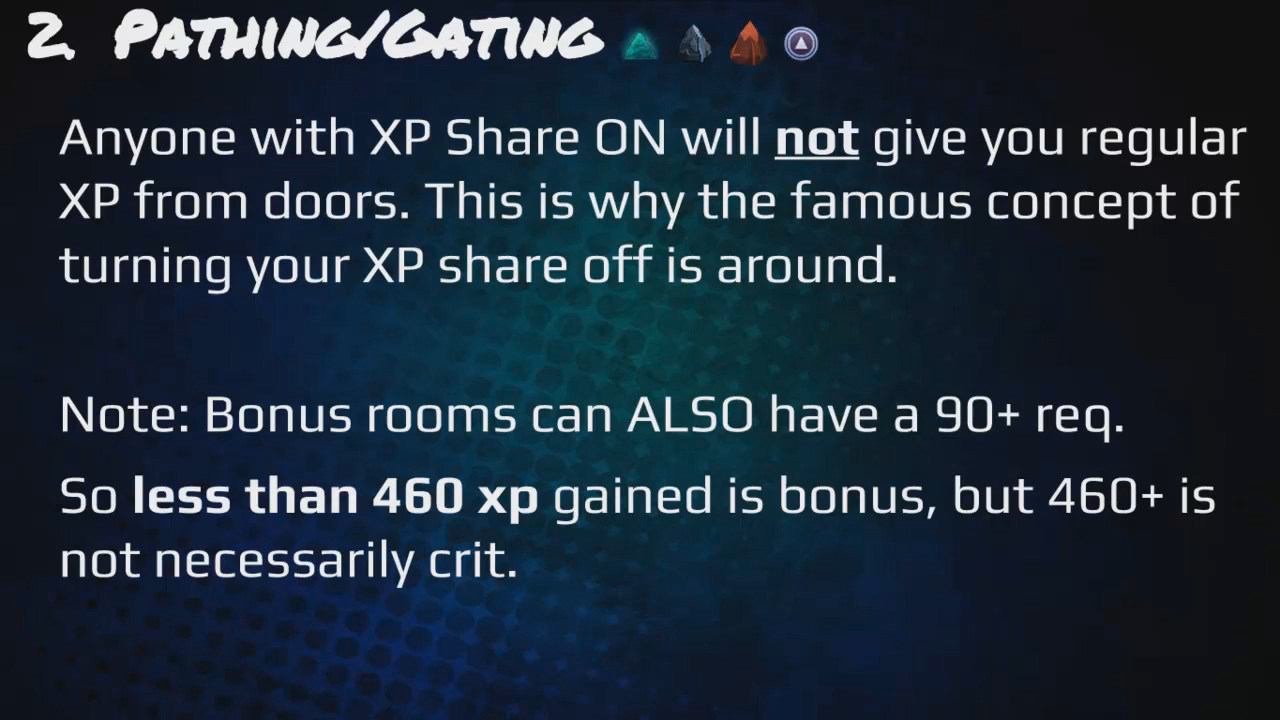 2. Pathing/Gating
Anyone with XP Share ON will not give you regular
XP from doors. This is why the famous concept of
turning your XP share off is around.
Note: Bonus rooms can ALSO have a 90+ req.
So less than 460 xp gained is bonus, but 460+ is
not necessarily crit.